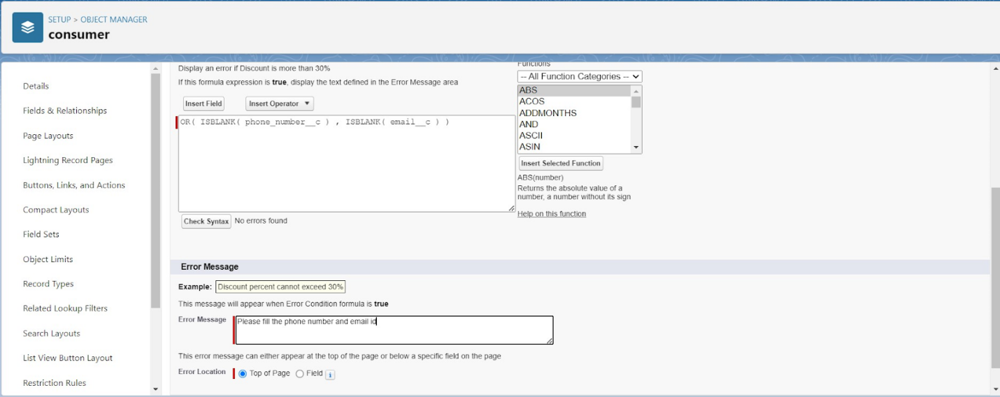 SETUP > OBJECT MANAGER
consumer
Details
Fields & Relationships
Page Layouts
Lightning Record Pages
Buttons, Links, and Actions
Compact Layouts
Field Sets
Object Limits
Record Types
Related Lookup Filters
Search Layouts
List View Button Layout
Restriction Rules
Display an error if Discount is more than 30%
If this formula expression is true, display the text defined in the Error Message area
Insert Field Insert Operator
OR( ISBLANK( phone_number__c ) , ISBLANK( email__c ) )
Check Syntax No errors found
Functions
-- All Function Categories --
ABS
ACOS
ADDMONTHS
AND
ASCII
ASIN
Insert Selected Function
ABS(number)
Returns the absolute value of a
number, a number without its sign
Help on this function
Error Message
Example: Discount percent cannot exceed 30%
This message will appear when Error Condition formula is true
Error Message Please fill the phone number and email id
This error message can either appear at the top of the page or below a specific field on the page
Error Location Top of Page Field i